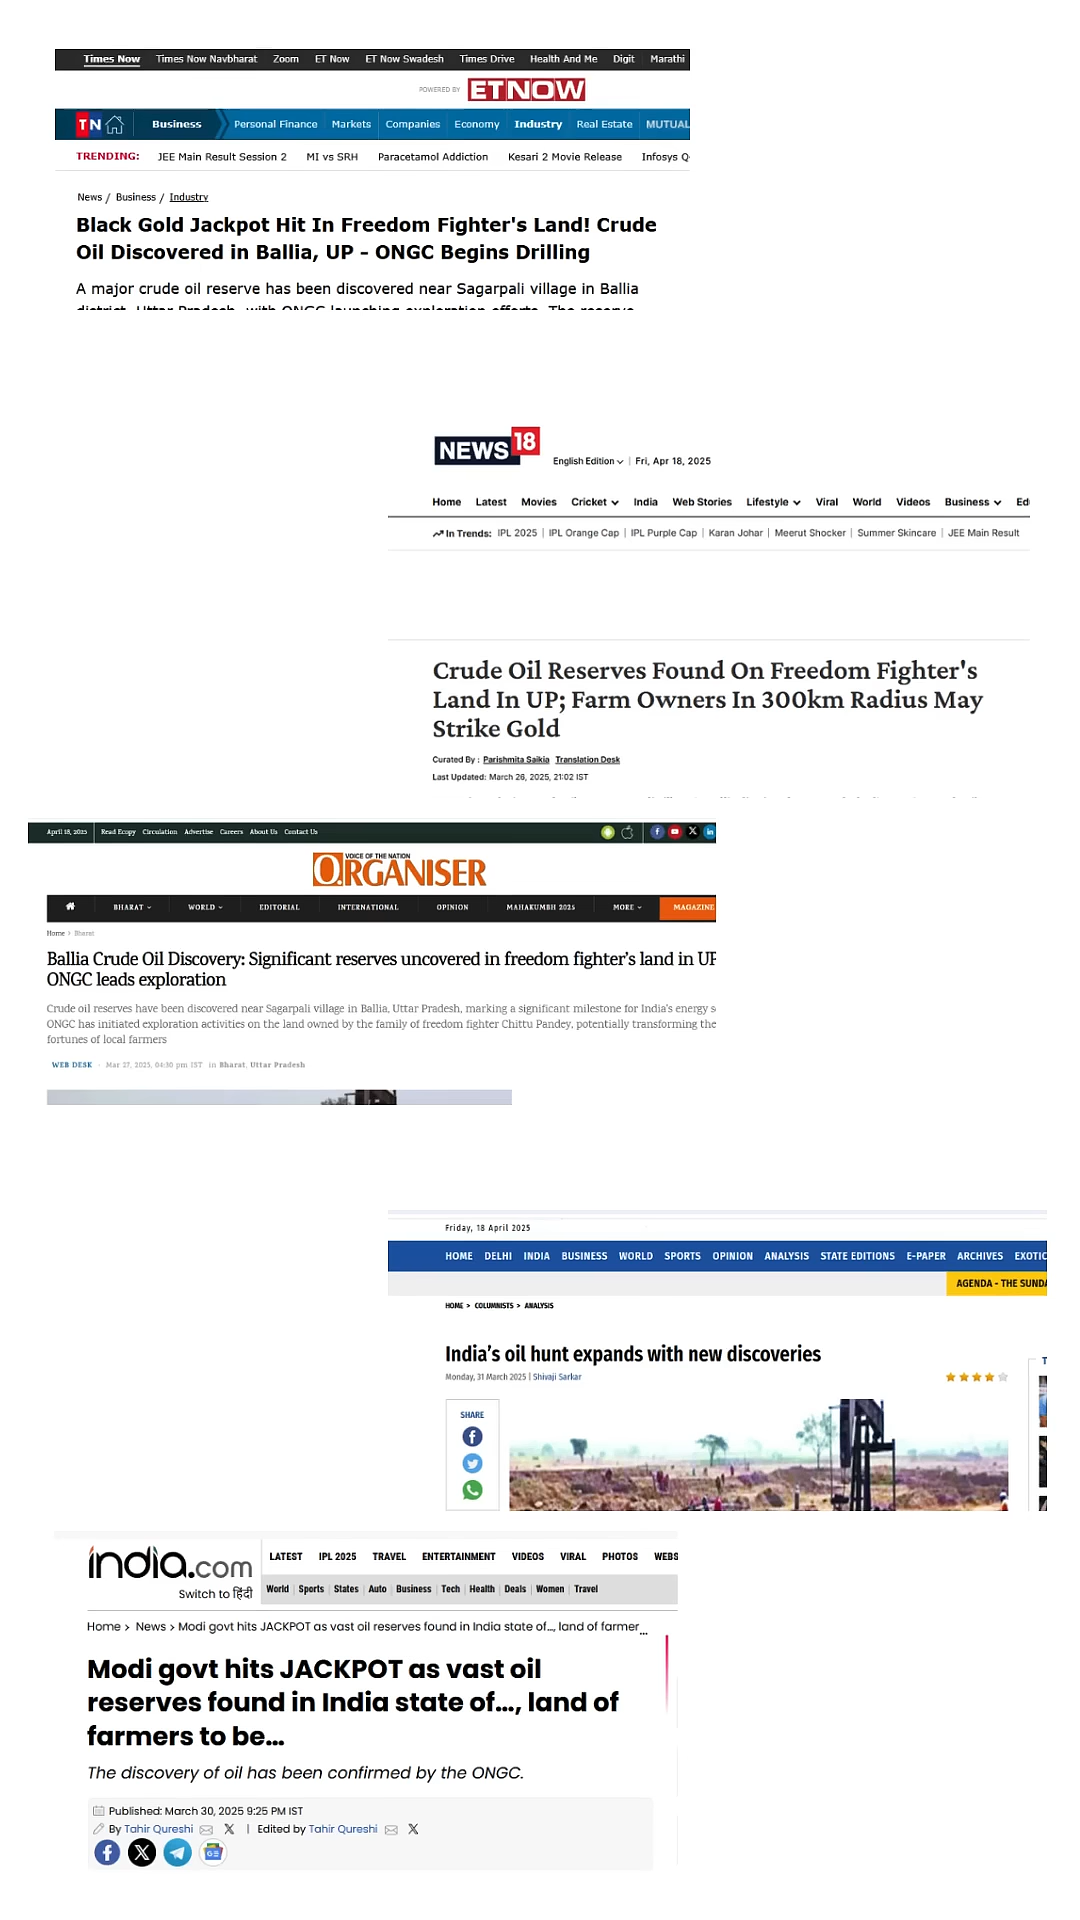 Times Now Times Now Navbharat Zoom ET Now ET Now Swadesh Times Drive Health And Me Digit Marathi
POWERED BY ETNOW
TN Business Personal Finance Markets Companies Economy Industry Real Estate MUTUAL
TRENDING: JEE Main Result Session 2 MI vs SRH Paracetamol Addiction Kesari 2 Movie Release Infosys Q
News / Business / Industry
Black Gold Jackpot Hit In Freedom Fighter's Land! Crude
Oil Discovered in Ballia, UP - ONGC Begins Drilling
A major crude oil reserve has been discovered near Sagarpali village in Ballia
district, Uttar Pradesh, with ONGC launching exploration efforts. The reserve
NEWS 18 English Edition | Fri, Apr 18, 2025
Home Latest Movies Cricket India Web Stories Lifestyle Viral World Videos Business Ed
In Trends: IPL 2025 | IPL Orange Cap | IPL Purple Cap | Karan Johar | Meerut Shocker | Summer Skincare | JEE Main Result
Crude Oil Reserves Found On Freedom Fighter's
Land In UP; Farm Owners In 300km Radius May
Strike Gold
Curated By : Parishmita Saikia Translation Desk
Last Updated: March 26, 2025, 21:02 IST
April 18, 2025 Read Ecopy Circulation Advertise Careers About Us Contact Us
VOICE OF THE NATION
ORGANISER
BHARAT WORLD EDITORIAL INTERNATIONAL OPINION MAHAKUMBH 2025 MORE MAGAZINE
Home > Bharat
Ballia Crude Oil Discovery: Significant reserves uncovered in freedom fighter's land in UP
ONGC leads exploration
Crude oil reserves have been discovered near Sagarpali village in Ballia, Uttar Pradesh, marking a significant milestone for India's energy s
ONGC has initiated exploration activities on the land owned by the family of freedom fighter Chittu Pandey, potentially transforming the
fortunes of local farmers
WEB DESK - Mar 27, 2025, 04:30 pm IST in Bharat, Uttar Pradesh
Friday, 18 April 2025
HOME DELHI INDIA BUSINESS WORLD SPORTS OPINION ANALYSIS STATE EDITIONS E-PAPER ARCHIVES EXOTIC
AGENDA - THE SUNDA
HOME > COLUMNISTS > ANALYSIS
India's oil hunt expands with new discoveries
Monday, 31 March 2025 | Shivaji Sarkar
T
SHARE
india.com LATEST IPL 2025 TRAVEL ENTERTAINMENT VIDEOS VIRAL PHOTOS WEBS
Switch to हिंदी World | Sports | States | Auto | Business | Tech | Health | Deals | Women | Travel
Home > News > Modi govt hits JACKPOT as vast oil reserves found in India state of..., land of farmer...
Modi govt hits JACKPOT as vast oil
reserves found in India state of..., land of
farmers to be...
The discovery of oil has been confirmed by the ONGC.
Published: March 30, 2025 9:25 PM IST
By Tahir Qureshi | Edited by Tahir Qureshi